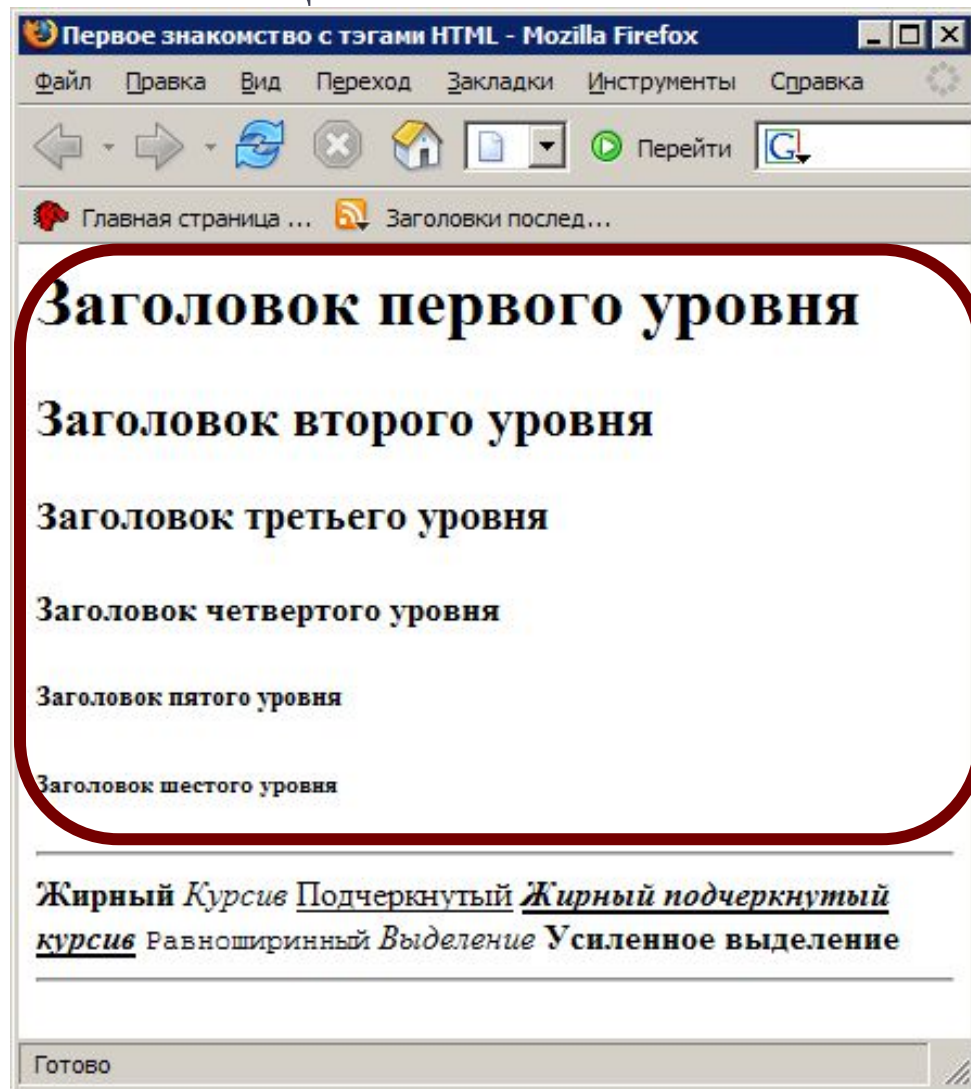 Первое знакомство с тэгами HTML - Mozilla Firefox
Файл Правка Вид Переход Закладки Инструменты Справка
Перейти G
Главная страница ... Заголовки послед...
Заголовок первого уровня
Заголовок второго уровня
Заголовок третьего уровня
Заголовок четвертого уровня
Заголовок пятого уровня
Заголовок шестого уровня
Жирный Курсив Подчеркнутый Жирный подчеркнутый
курсив Равноширинный Выделение Усиленное выделение
Готово